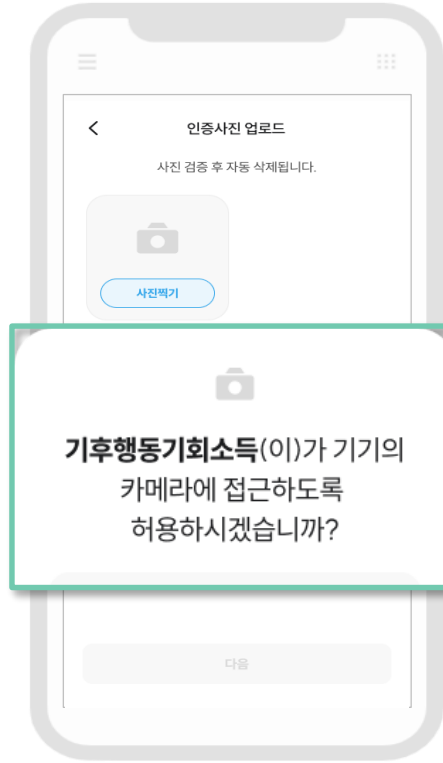 인증사진 업로드
사진 검증 후 자동 삭제됩니다.
사진찍기
기후행동기회소득(이)가 기기의
카메라에 접근하도록
허용하시겠습니까?
다음